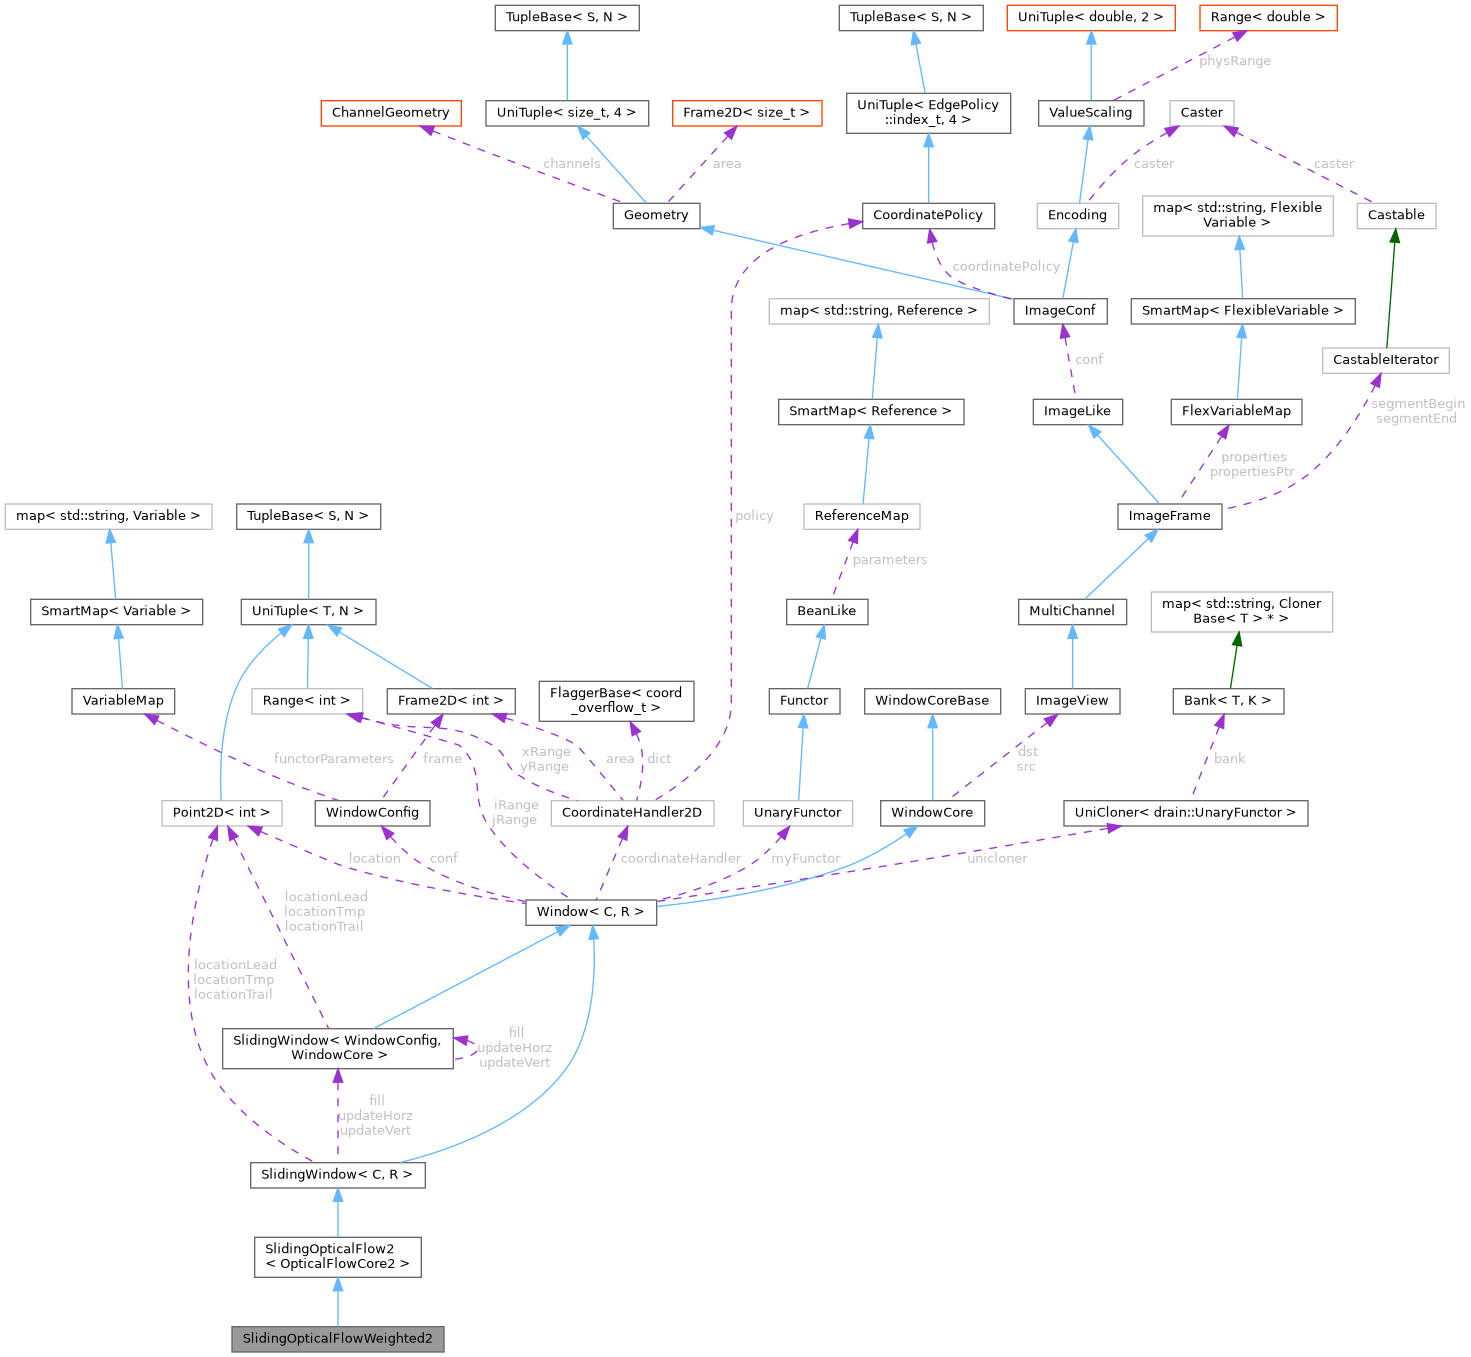 TupleBase< S, N >
TupleBase< S, N >
UniTuple< double, 2 >
Range< double >
physRange
ChannelGeometry
UniTuple< size_t, 4 >
Frame2D< size_t >
UniTuple< EdgePolicy
::index_t, 4 >
ValueScaling
Caster
channels
area
caster
caster
Geometry
CoordinatePolicy
Encoding
map< std::string, Flexible
Variable >
Castable
coordinatePolicy
map< std::string, Reference >
ImageConf
SmartMap< FlexibleVariable >
conf
CastableIterator
SmartMap< Reference >
ImageLike
FlexVariableMap
segmentBegin
segmentEnd
properties
propertiesPtr
map< std::string, Variable >
TupleBase< S, N >
policy
ReferenceMap
ImageFrame
parameters
SmartMap< Variable >
UniTuple< T, N >
BeanLike
MultiChannel
map< std::string, Cloner
Base< T > * >
VariableMap
Range< int >
Frame2D< int >
FlaggerBase< coord
_overflow_t >
Functor
WindowCoreBase
ImageView
Bank< T, K >
functorParameters
frame
xRange
yRange
area
dict
dst
src
bank
Point2D< int >
WindowConfig
iRange
jRange
CoordinateHandler2D
UnaryFunctor
WindowCore
UniCloner< drain::UnaryFunctor >
location
conf
coordinateHandler
myFunctor
unicloner
locationLead
locationTmp
locationTrail
Window< C, R >
locationLead
locationTmp
locationTrail
SlidingWindow< WindowConfig,
WindowCore >
fill
updateHorz
updateVert
fill
updateHorz
updateVert
SlidingWindow< C, R >
SlidingOpticalFlow2
< OpticalFlowCore2 >
SlidingOpticalFlowWeighted2